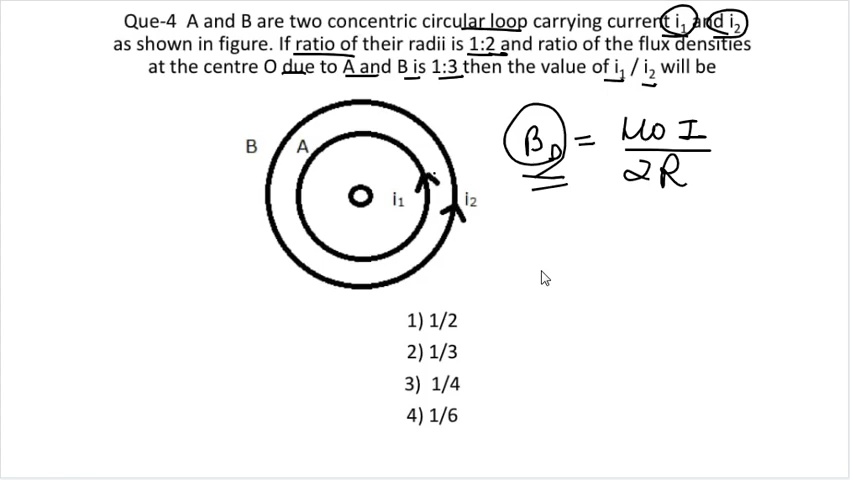 Que-4 A and B are two concentric circular loop carrying current i₁ and i₂
as shown in figure. If ratio of their radii is 1:2 and ratio of the flux densities
at the centre O due to A and B is 1:3 then the value of i₁ / i₂ will be
B A i₁ i₂
B₀ = μ₀ I / 2R
1) 1/2
2) 1/3
3) 1/4
4) 1/6